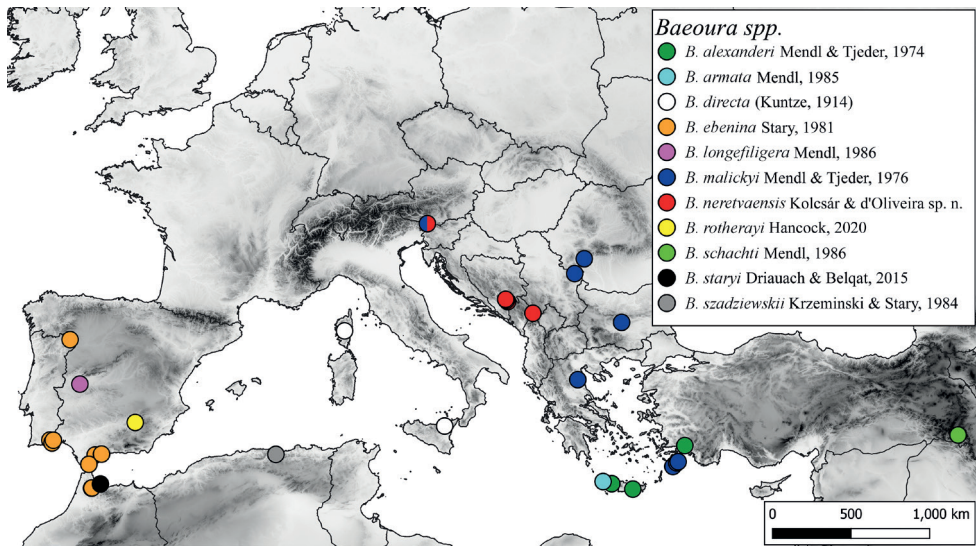 Baeoura spp.
B. alexanderi Mendl & Tjeder, 1974
B. armata Mendl, 1985
B. directa (Kuntze, 1914)
B. ebenina Stary, 1981
B. longefiligera Mendl, 1986
B. malickyi Mendl & Tjeder, 1976
B. neretvaensis Kolcsár & d'Oliveira sp. n.
B. rotherayi Hancock, 2020
B. schachti Mendl, 1986
B. staryi Driauach & Belqat, 2015
B. szadziewskii Krzeminski & Stary, 1984
0 500 1,000 km